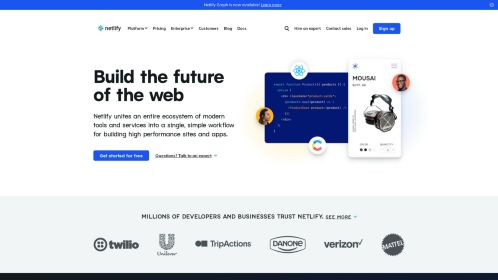 Netlify Graph is now available! Learn more
netlify
Platform Pricing Enterprise Customers Blog Docs
Hire an expert Contact sales Log in Sign up
Build the future
of the web
Netlify unites an entire ecosystem of modern
tools and services into a single, simple workflow
for building high performance sites and apps.
Get started for free
Questions? Talk to an expert
MOUSAI
COLOR QUANTITY
MILLIONS OF DEVELOPERS AND BUSINESSES TRUST NETLIFY. SEE MORE
twilio
Unilever
TripActions
DANONE
verizon
MATTEL